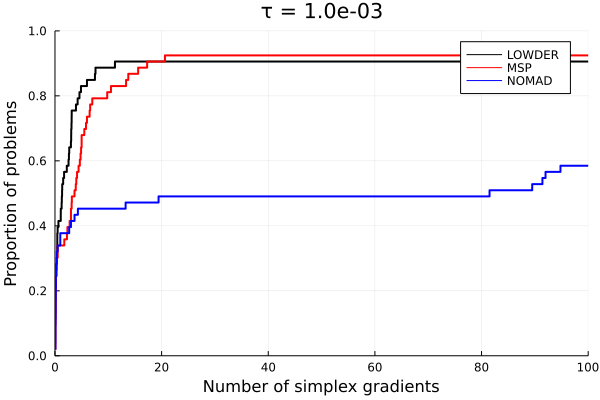 τ = 1.0e-03
Proportion of problems
1.0
0.8
0.6
0.4
0.2
0.0
LOWDER
MSP
NOMAD
0 20 40 60 80 100
Number of simplex gradients